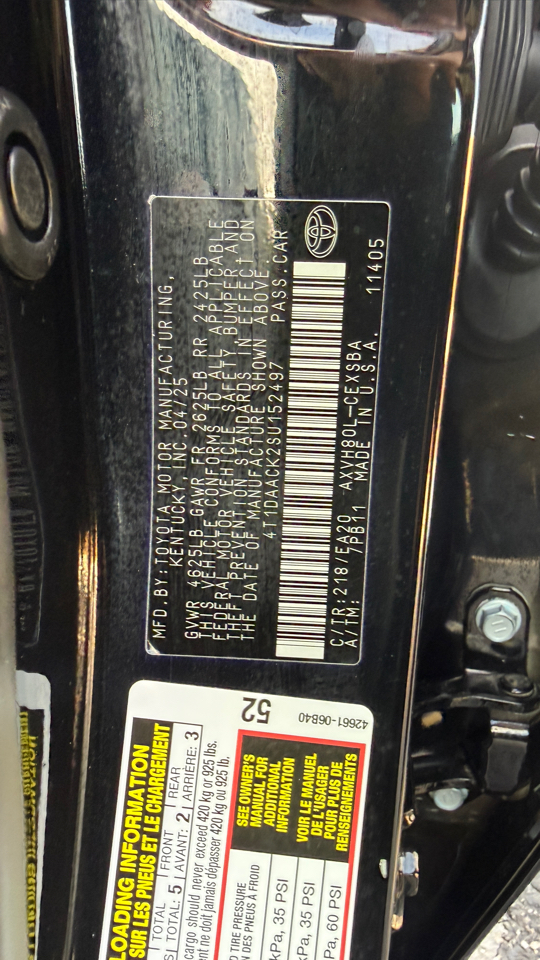 MFD. BY: TOYOTA MOTOR MANUFACTURING,
KENTUCKY, INC. 04/25
GVWR 4625LB GAWR FR 2625LB RR 2425LB
THIS VEHICLE CONFORMS TO ALL APPLICABLE
FEDERAL MOTOR VEHICLE SAFETY, BUMPER AND
THEFT PREVENTION STANDARDS IN EFFECT ON
THE DATE OF MANUFACTURE SHOWN ABOVE.
4T1DAACK2SU152497 PASS.CAR
C/TR:218/EA20 AXVH80L-CEXSBA
A/TM: 7PB11 MADE IN U.S.A. 11405
52
42661-06B40
LOADING INFORMATION
SUR LES PNEUS ET LE CHARGEMENT
TOTAL FRONT REAR
TOTAL: 5 AVANT: 2 ARRIÈRE: 3
cargo should never exceed 420 kg or 925 lbs.
ne doit jamais dépasser 420 kg ou 925 lb.
TIRE PRESSURE
DES PNEUS À FROID
kPa, 35 PSI
kPa, 35 PSI
kPa, 60 PSI
SEE OWNER'S
MANUAL FOR
ADDITIONAL
INFORMATION
VOIR LE MANUEL
DE L'USAGER
POUR PLUS DE
RENSEIGNEMENTS